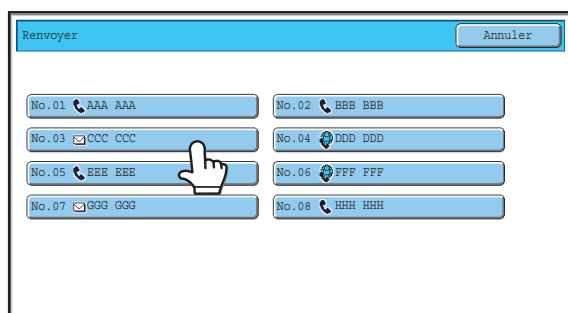 Renvoyer Annuler
No.01 AAA AAA No.02 BBB BBB
No.03 CCC CCC No.04 DDD DDD
No.05 EEE EEE No.06 FFF FFF
No.07 GGG GGG No.08 HHH HHH